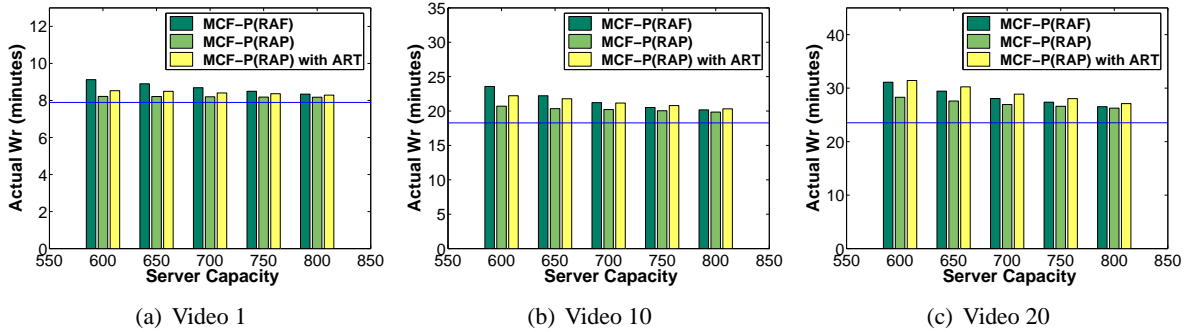 Actual Wr (minutes)
12
10
8
6
4
2
0
MCF−P(RAF)
MCF−P(RAP)
MCF−P(RAP) with ART
550 600 650 700 750 800 850
Server Capacity
(a) Video 1
Actual Wr (minutes)
35
30
25
20
15
10
5
0
MCF−P(RAF)
MCF−P(RAP)
MCF−P(RAP) with ART
550 600 650 700 750 800 850
Server Capacity
(b) Video 10
Actual Wr (minutes)
40
30
20
10
0
MCF−P(RAF)
MCF−P(RAP)
MCF−P(RAP) with ART
550 600 650 700 750 800 850
Server Capacity
(c) Video 20